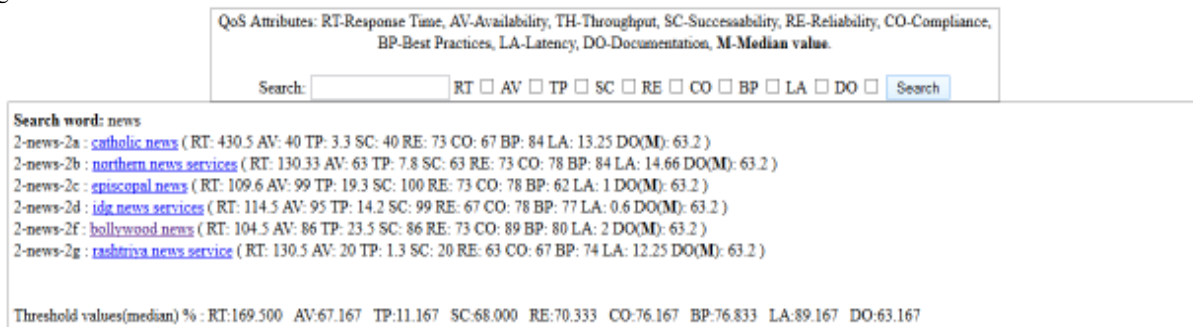 QoS Attributes: RT-Response Time, AV-Availability, TH-Throughput, SC-Successability, RE-Reliability, CO-Compliance,
BP-Best Practices, LA-Latency, DO-Documentation, M-Median value.
Search: RT AV TP SC RE CO BP LA DO Search
Search word: news
2-news-2a : catholic news ( RT: 430.5 AV: 40 TP: 3.3 SC: 40 RE: 73 CO: 67 BP: 84 LA: 13.25 DO(M): 63.2 )
2-news-2b : northern news services ( RT: 130.33 AV: 63 TP: 7.8 SC: 63 RE: 73 CO: 78 BP: 84 LA: 14.66 DO(M): 63.2 )
2-news-2c : episcopal news ( RT: 109.6 AV: 99 TP: 19.3 SC: 100 RE: 73 CO: 78 BP: 62 LA: 1 DO(M): 63.2 )
2-news-2d : idg news services ( RT: 114.5 AV: 95 TP: 14.2 SC: 99 RE: 67 CO: 78 BP: 77 LA: 0.6 DO(M): 63.2 )
2-news-2f : bollywood news ( RT: 104.5 AV: 86 TP: 23.5 SC: 86 RE: 73 CO: 89 BP: 80 LA: 2 DO(M): 63.2 )
2-news-2g : rashtriya news service ( RT: 130.5 AV: 20 TP: 1.3 SC: 20 RE: 63 CO: 67 BP: 74 LA: 12.25 DO(M): 63.2 )
Threshold values(median) % : RT:169.500 AV:67.167 TP:11.167 SC:68.000 RE:70.333 CO:76.167 BP:76.833 LA:89.167 DO:63.167